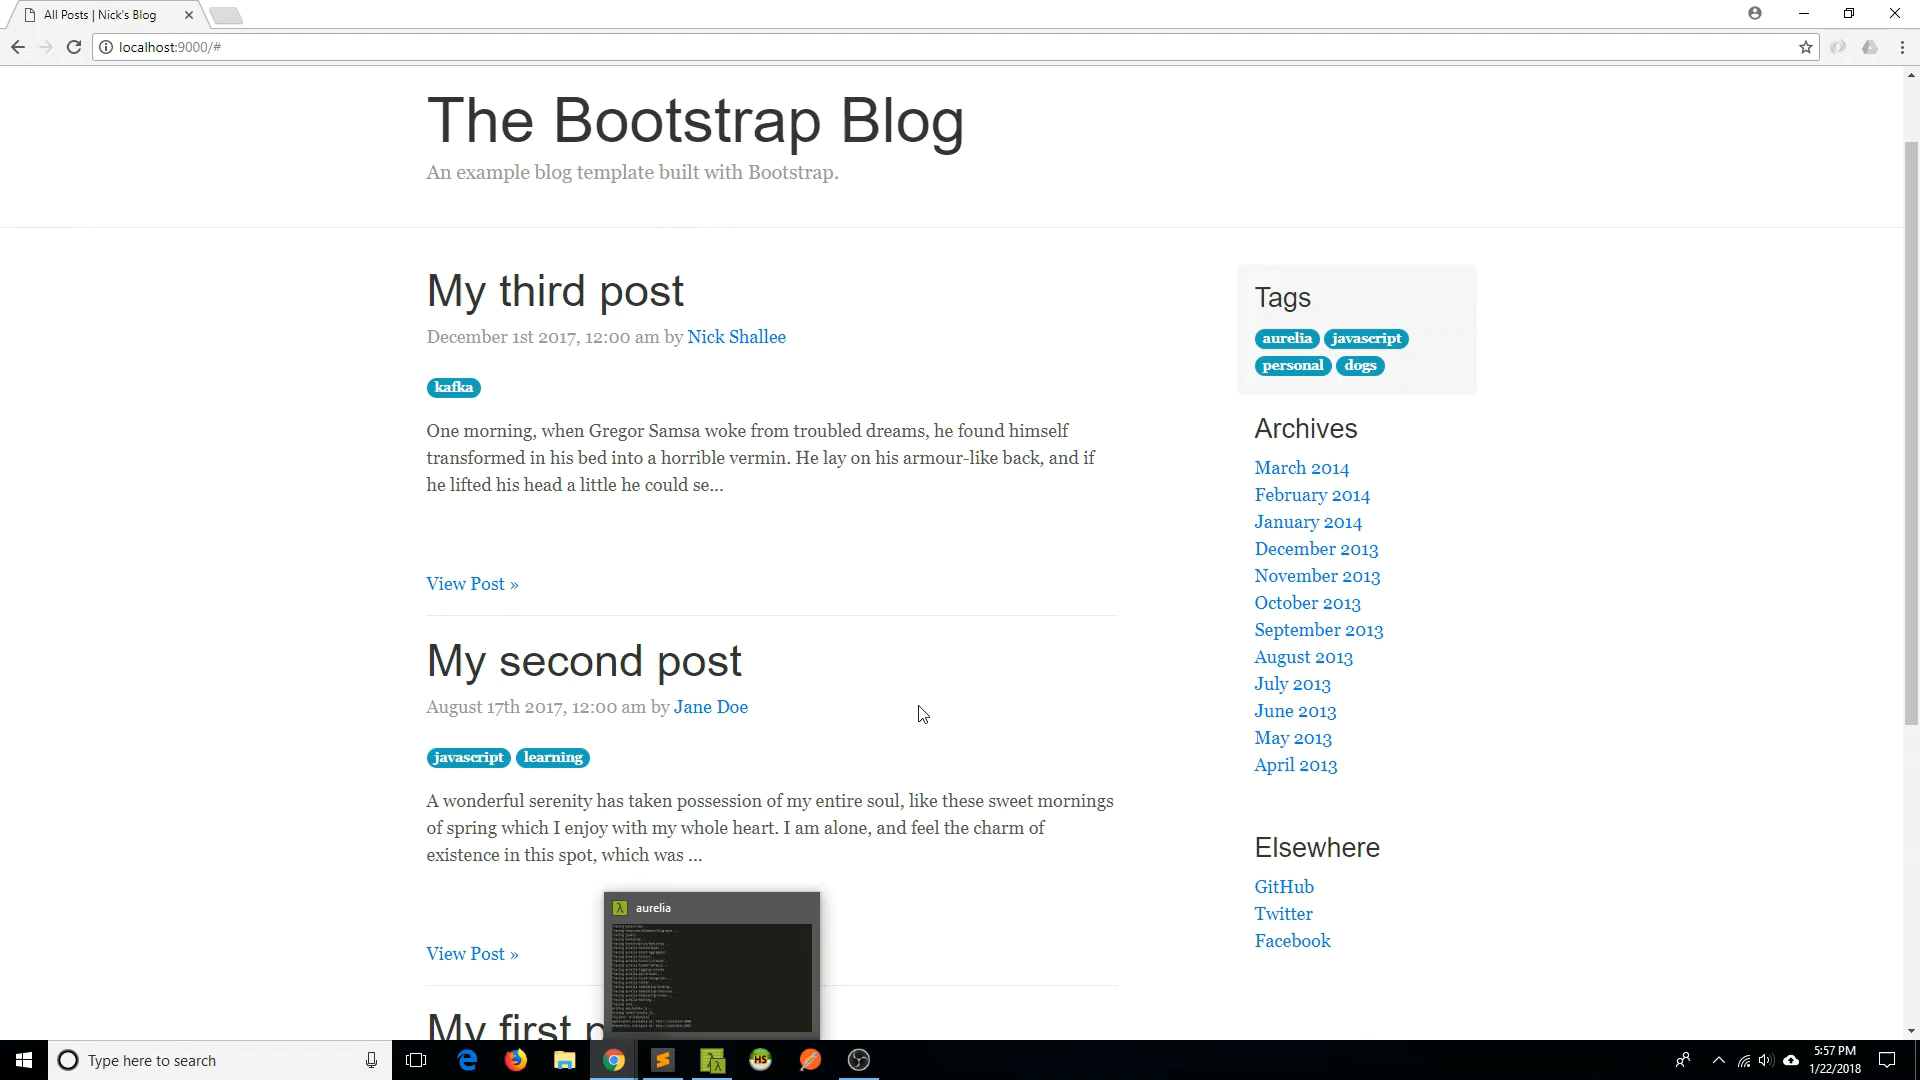 All Posts | Nick's Blog
localhost:9000/#
The Bootstrap Blog
An example blog template built with Bootstrap.
My third post
December 1st 2017, 12:00 am by Nick Shallee
kafka
One morning, when Gregor Samsa woke from troubled dreams, he found himself
transformed in his bed into a horrible vermin. He lay on his armour-like back, and if
he lifted his head a little he could se...
View Post »
My second post
August 17th 2017, 12:00 am by Jane Doe
javascript learning
A wonderful serenity has taken possession of my entire soul, like these sweet mornings
of spring which I enjoy with my whole heart. I am alone, and feel the charm of
existence in this spot, which was ...
View Post »
My first p
Tags
aurelia javascript
personal dogs
Archives
March 2014
February 2014
January 2014
December 2013
November 2013
October 2013
September 2013
August 2013
July 2013
June 2013
May 2013
April 2013
Elsewhere
GitHub
Twitter
Facebook
aurelia
Type here to search
HS
5:57 PM
1/22/2018